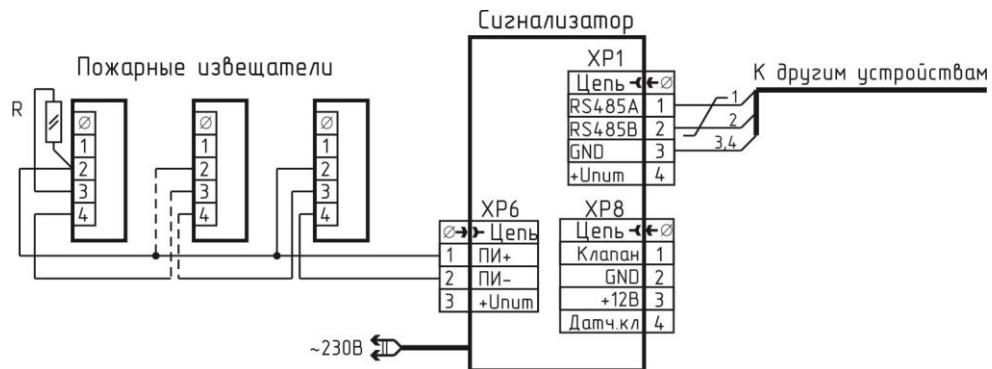 Сигнализатор
Пожарные извещатели
R
∅
1
2
3
4
∅
1
2
3
4
∅
1
2
3
4
XP1
Цепь ∅
RS485A 1
RS485B 2
GND 3
+Uпит 4
1
2
3,4
К другим устройствам
XP6
∅ Цепь
1 ПИ+
2 ПИ-
3 +Uпит
XP8
Цепь ∅
Клапан 1
GND 2
+12В 3
Датч.кл 4
~230В